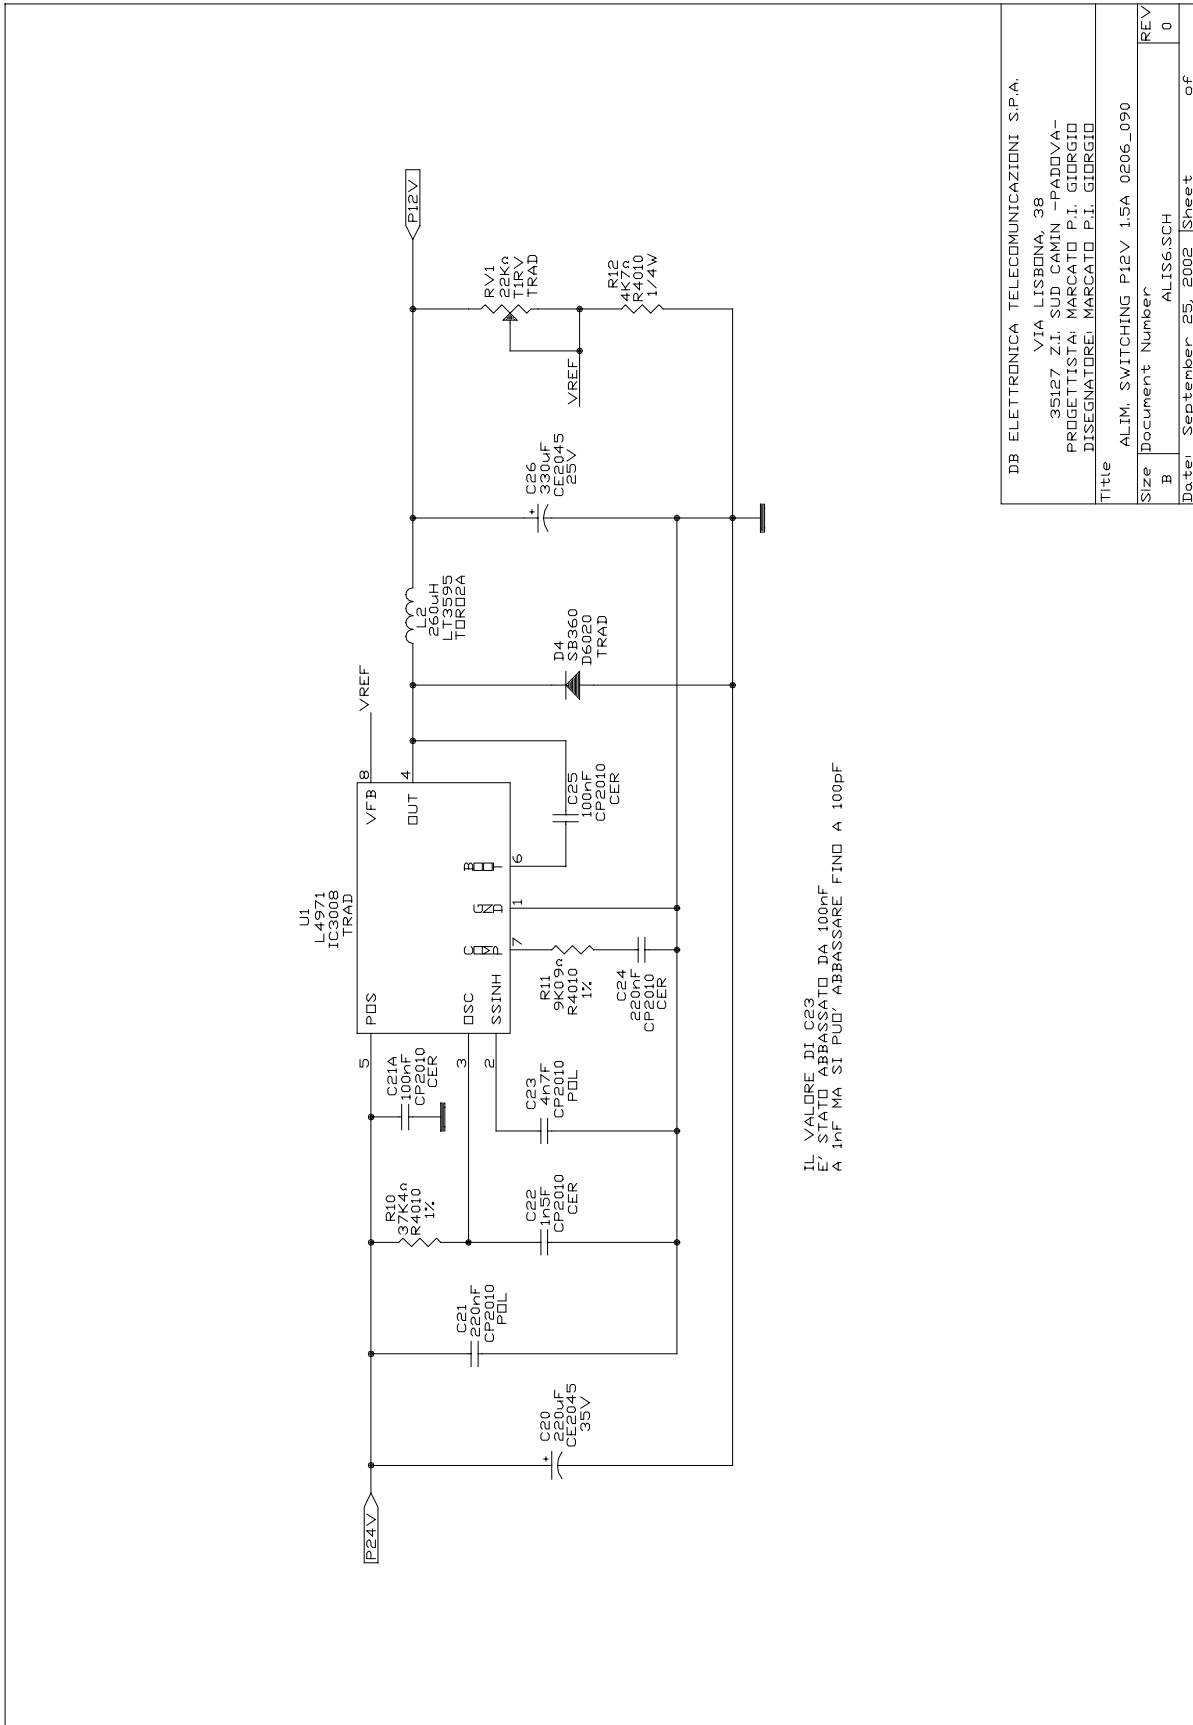 P24V
C20
220uF
CE2045
35V
C21
220nF
CP2010
POL
R10
37K4Ω
R4010
1%
C22
1n5F
CP2010
CER
C21A
100nF
CP2010
CER
C23
4n7F
CP2010
POL
U1
L4971
IC3008
TRAD
5
POS
3
OSC
2
SSINH
COMP
7
GND
1
BOOT
6
VFB
8
OUT
4
VREF
R11
9K09Ω
R4010
1%
C24
220nF
CP2010
CER
C25
100nF
CP2010
CER
D4
SB360
D6020
TRAD
L2
260uH
LT3595
TORO2A
C26
330uF
CE2045
25V
VREF
RV1
22KΩ
T1RV
TRAD
R12
4K7Ω
R4010
1/4W
P12V
IL VALORE DI C23
E' STATO ABBASSATO DA 100nF
A 1nF MA SI PUO' ABBASSARE FINO A 100pF
DB ELETTRONICA TELECOMUNICAZIONI S.P.A.
VIA LISBONA, 38
35127 Z.I. SUD CAMIN -PADOVA-
PROGETTISTA: MARCATO P.I. GIORGIO
DISEGNATORE: MARCATO P.I. GIORGIO
Title
ALIM. SWITCHING P12V 1.5A 0206_090
Size Document Number REV
B ALIS6.SCH 0
Date: September 25, 2002 Sheet of